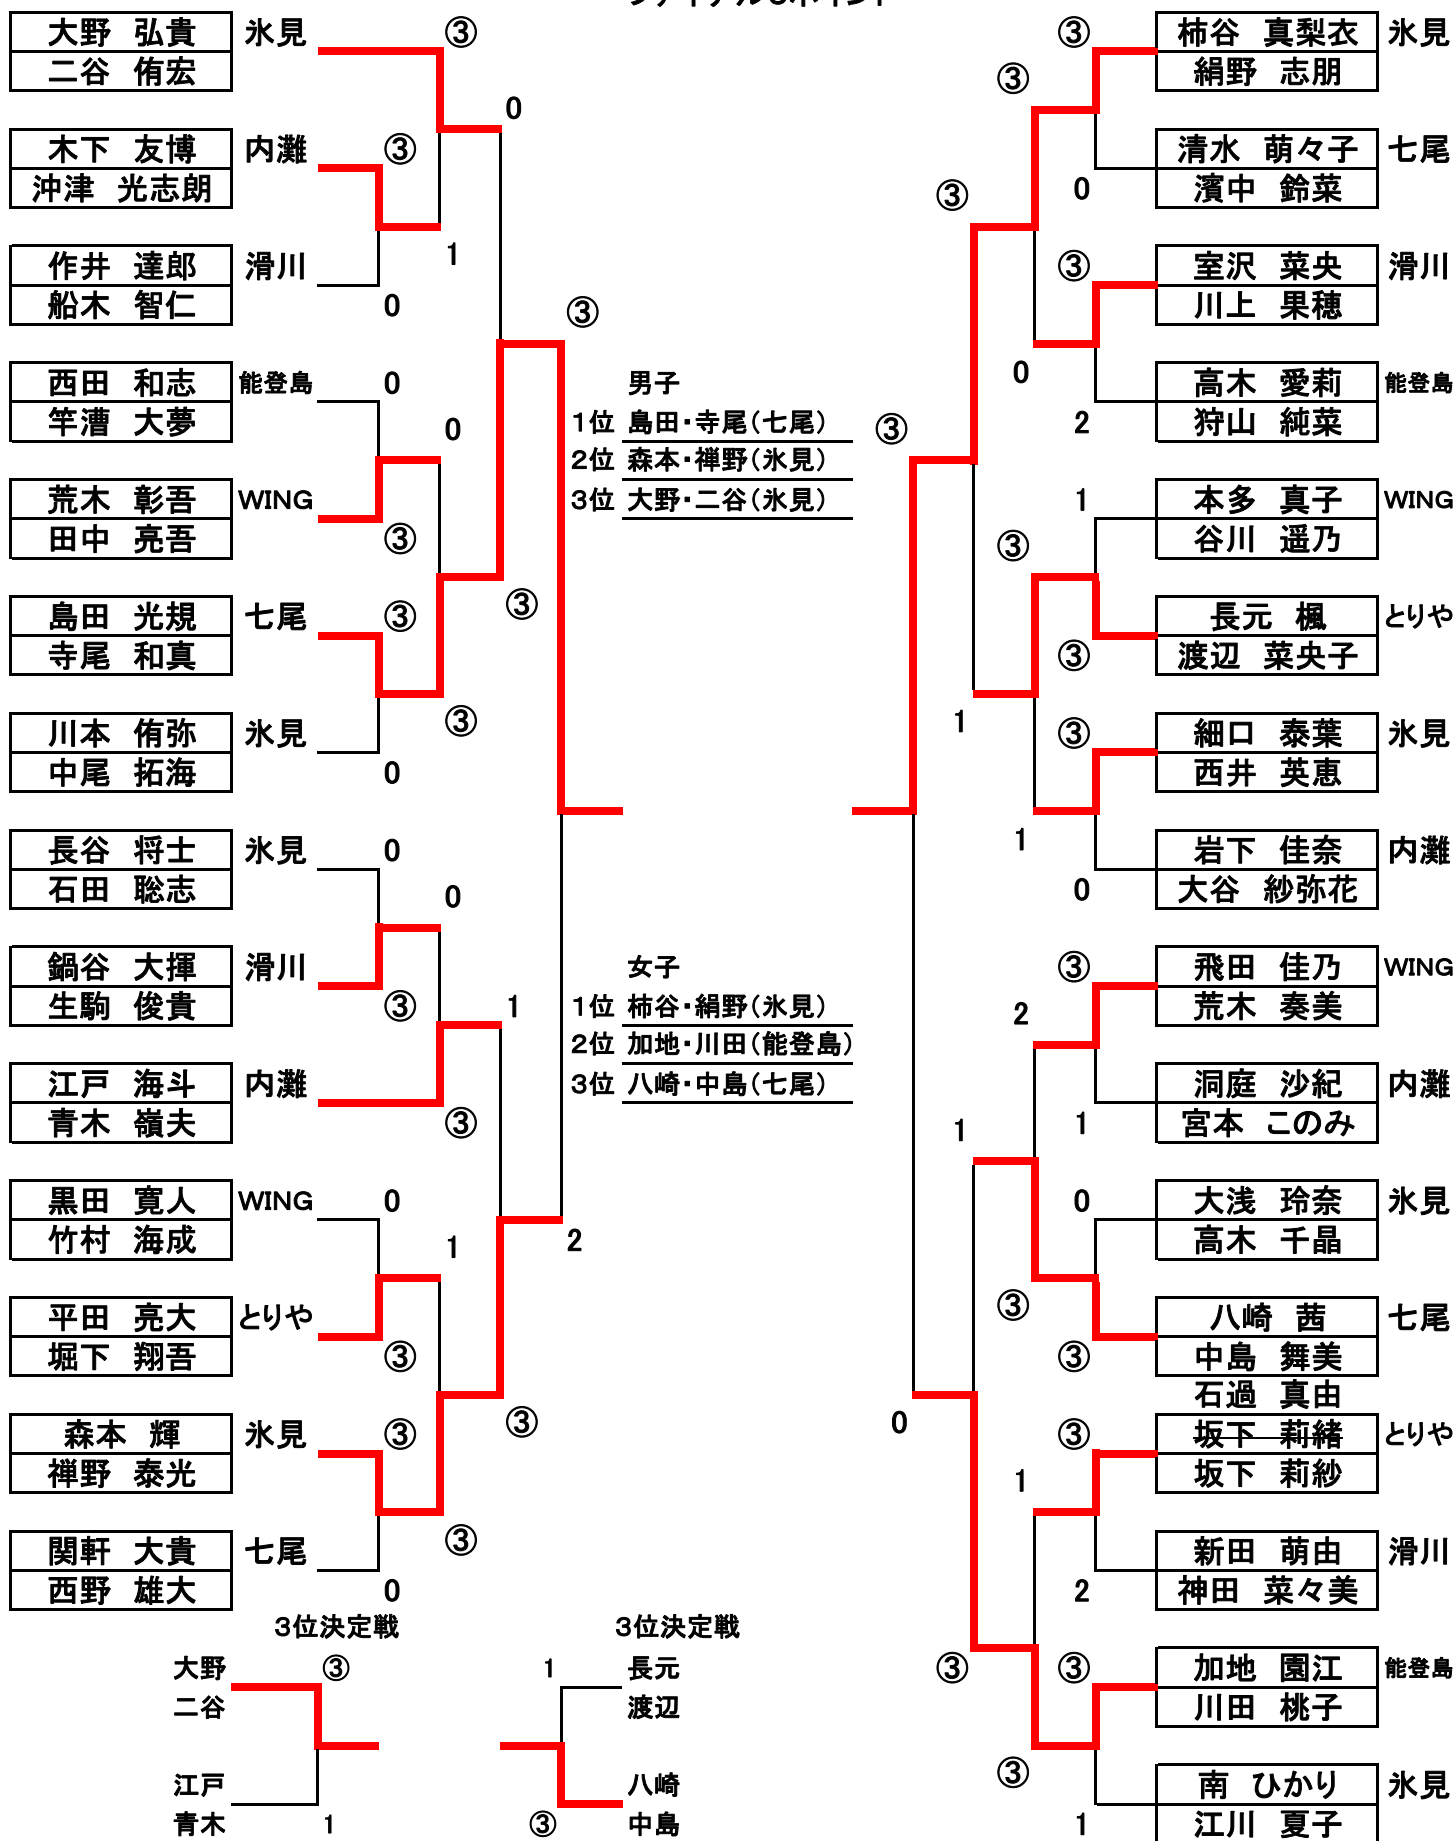 大野 弘貴 氷見
二谷 侑宏
③
0
木下 友博 内灘
沖津 光志朗
③
1
作井 達郎 滑川
船木 智仁
0
③
西田 和志 能登島
竿漕 大夢
0
0
荒木 彰吾 WING
田中 亮吾
③
③
島田 光規 七尾
寺尾 和真
③
③
川本 侑弥 氷見
中尾 拓海
0
長谷 将士 氷見
石田 聡志
0
0
鍋谷 大揮 滑川
生駒 俊貴
③
1
江戸 海斗 内灘
青木 嶺夫
③
黒田 寛人 WING
竹村 海成
0
1
2
平田 亮大 とりや
堀下 翔吾
③
③
森本 輝 氷見
禅野 泰光
③
③
関軒 大貴 七尾
西野 雄大
0
男子
1位 島田・寺尾(七尾)
2位 森本・禅野(氷見)
3位 大野・二谷(氷見)
女子
1位 柿谷・絹野(氷見)
2位 加地・川田(能登島)
3位 八崎・中島(七尾)
③
③
柿谷 真梨衣 氷見
絹野 志朋
③
0
清水 萌々子 七尾
濱中 鈴菜
③
0
室沢 菜央 滑川
川上 果穂
③
2
高木 愛莉 能登島
狩山 純菜
1
本多 真子 WING
谷川 遥乃
③
③
長元 楓 とりや
渡辺 菜央子
1
③
細口 泰葉 氷見
西井 英恵
1
0
岩下 佳奈 内灘
大谷 紗弥花
2
③
飛田 佳乃 WING
荒木 奏美
1
1
洞庭 沙紀 内灘
宮本 このみ
0
大浅 玲奈 氷見
高木 千晶
③
③
八崎 茜 七尾
中島 舞美
石過 真由
0
1
③
坂下 莉緒 とりや
坂下 莉紗
2
新田 萌由 滑川
神田 菜々美
③
③
加地 園江 能登島
川田 桃子
③
1
南 ひかり 氷見
江川 夏子
3位決定戦
大野 ③
二谷
江戸
青木 1
3位決定戦
1 長元
渡辺
八崎
③ 中島